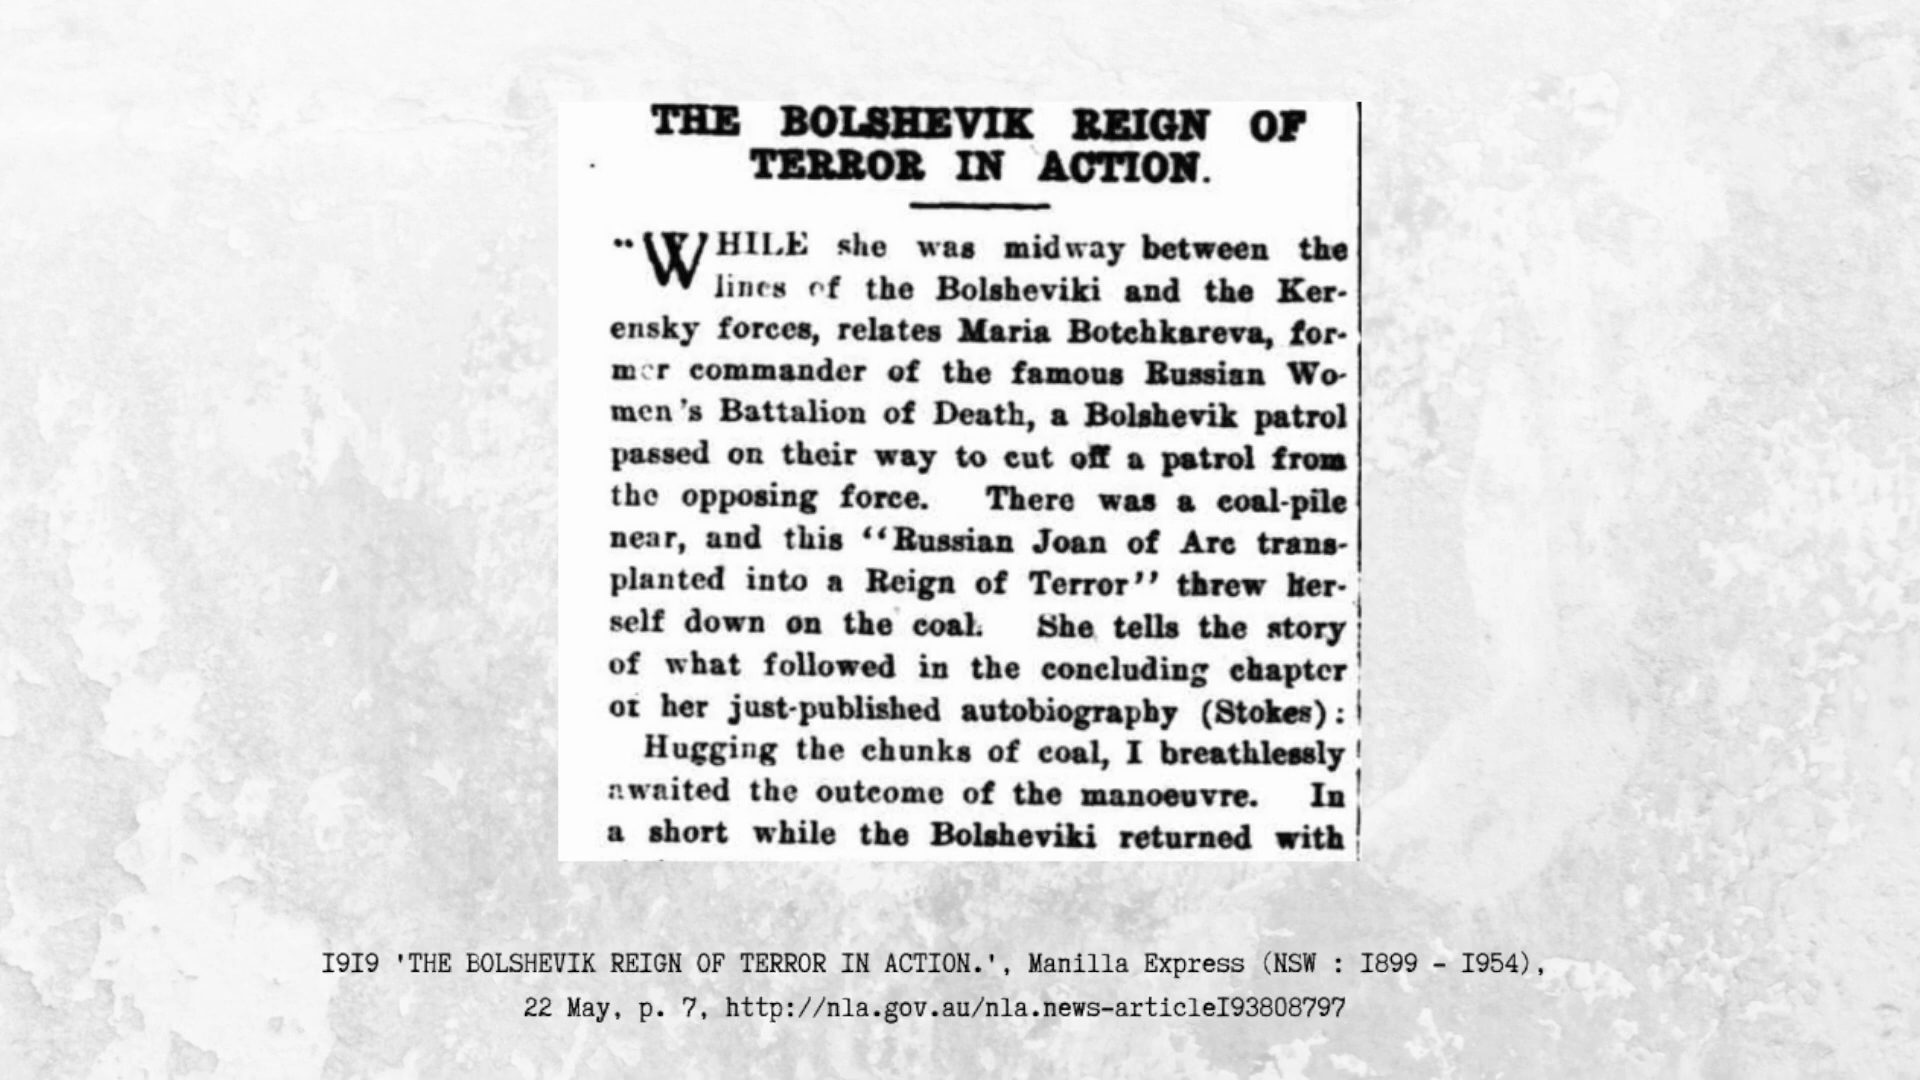 THE BOLSHEVIK REIGN OF
TERROR IN ACTION.
"WHILE she was midway between the
lines of the Bolsheviki and the Ker-
ensky forces, relates Maria Botchkareva, for-
mer commander of the famous Russian Wo-
men's Battalion of Death, a Bolshevik patrol
passed on their way to cut off a patrol from
the opposing force. There was a coal-pile
near, and this "Russian Joan of Arc trans-
planted into a Reign of Terror" threw her-
self down on the coal. She tells the story
of what followed in the concluding chapter
of her just-published autobiography (Stokes):
Hugging the chunks of coal, I breathlessly
awaited the outcome of the manoeuvre. In
a short while the Bolsheviki returned with
I9I9 'THE BOLSHEVIK REIGN OF TERROR IN ACTION.', Manilla Express (NSW : I899 - I954),
22 May, p. 7, http://nla.gov.au/nla.news-articleI93808797